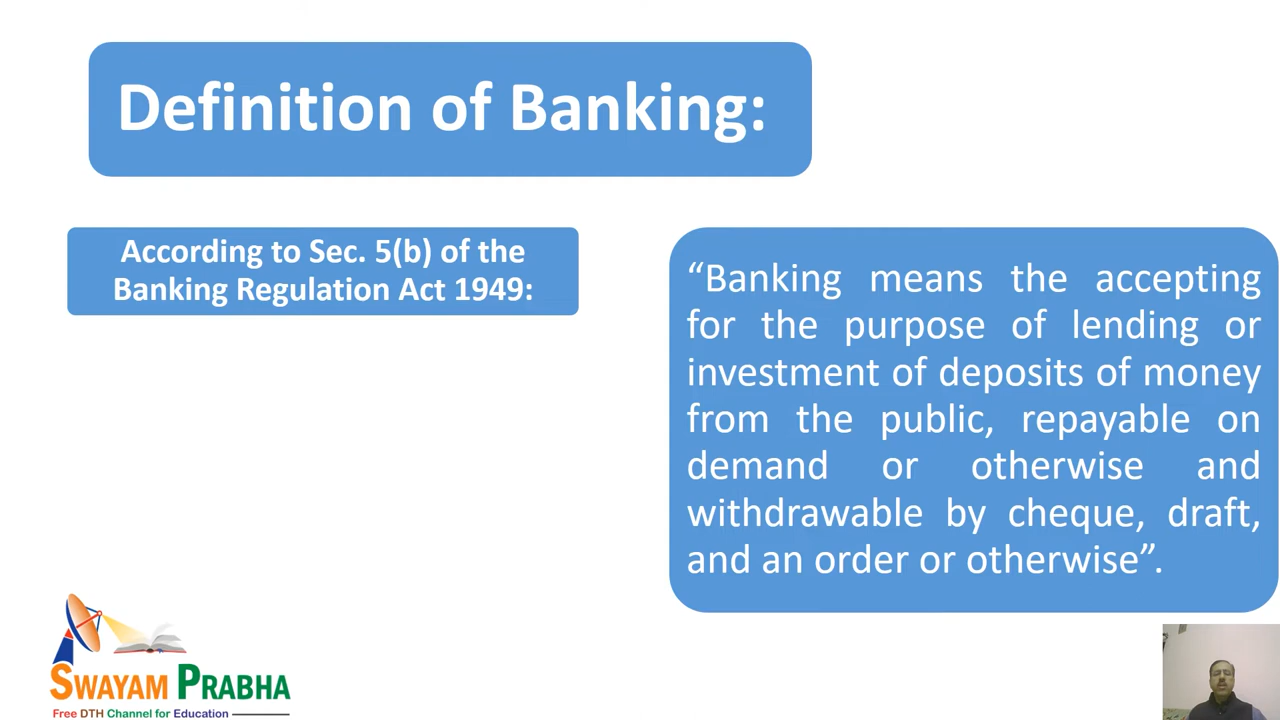 Definition of Banking:
According to Sec. 5(b) of the
Banking Regulation Act 1949:
“Banking means the accepting
for the purpose of lending or
investment of deposits of money
from the public, repayable on
demand or otherwise and
withdrawable by cheque, draft,
and an order or otherwise”.
SWAYAM PRABHA
Free DTH Channel for Education